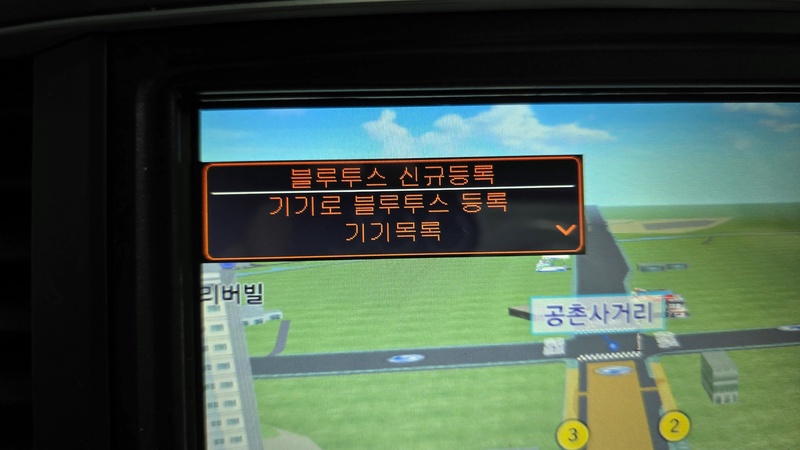 블루투스 신규등록
기기로 블루투스 등록
기기목록
리버빌
공촌사거리
3
2